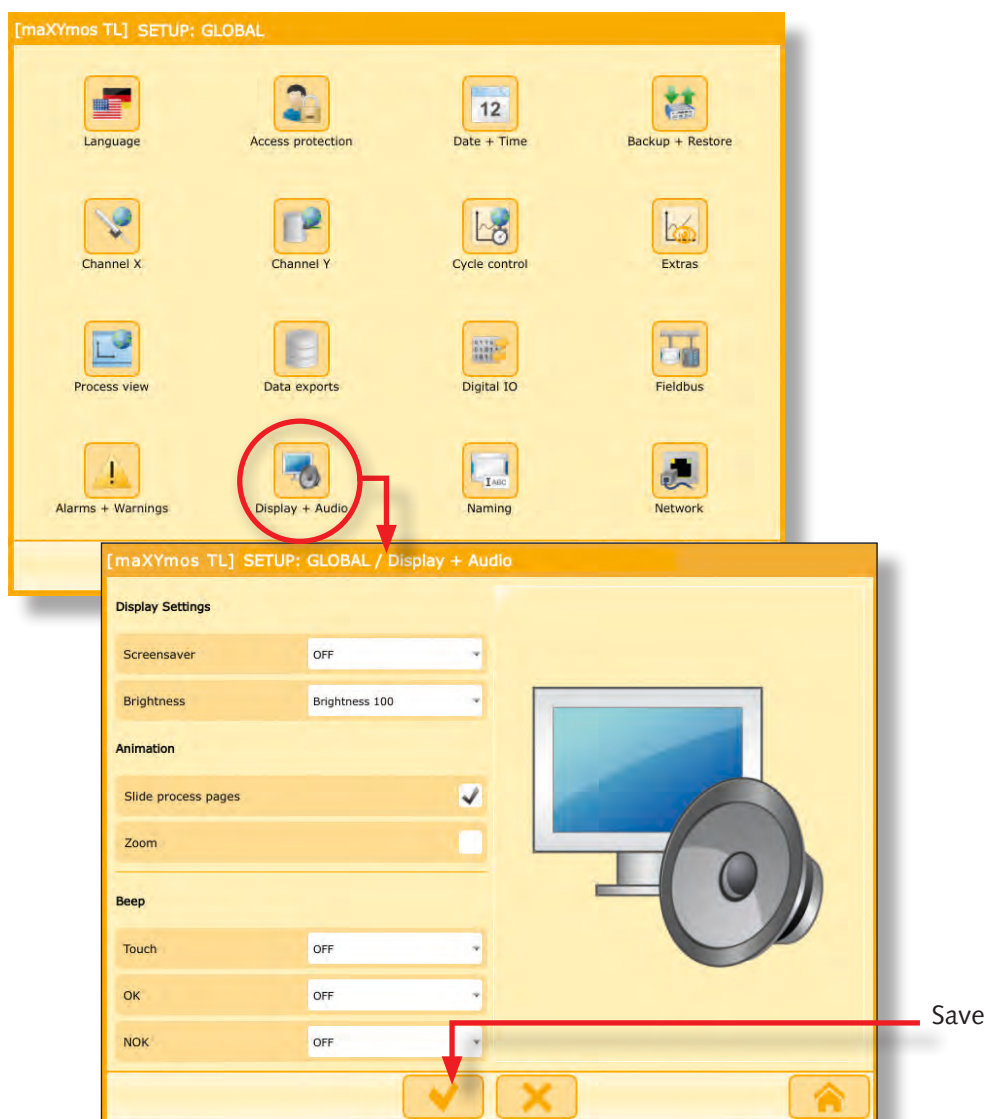 [maXYmos TL] SETUP: GLOBAL
Language
Access protection
12
Date + Time
Backup + Restore
Channel X
Channel Y
Cycle control
Extras
Process view
Data exports
Digital IO
Fieldbus
Alarms + Warnings
Display + Audio
I ABC
Naming
Network
[maXYmos TL] SETUP: GLOBAL / Display + Audio
Display Settings
Screensaver OFF
Brightness Brightness 100
Animation
Slide process pages
Zoom
Beep
Touch OFF
OK OFF
NOK OFF
Save